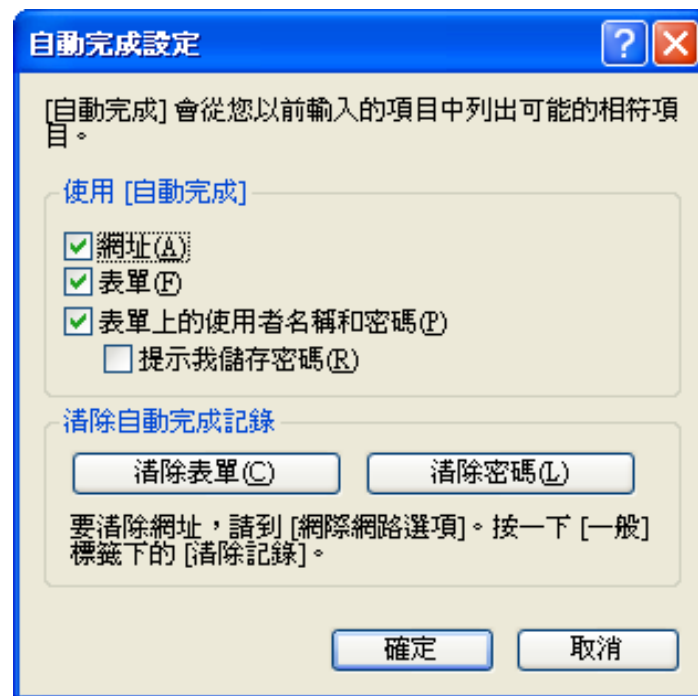 自動完成設定
[自動完成] 會從您以前輸入的項目中列出可能的相符項
目。
使用 [自動完成]
網址(A)
表單(F)
表單上的使用者名稱和密碼(P)
提示我儲存密碼(R)
清除自動完成記錄
清除表單(C)
清除密碼(L)
要清除網址，請到 [網際網路選項]。按一下 [一般]
標籤下的 [清除記錄]。
確定
取消